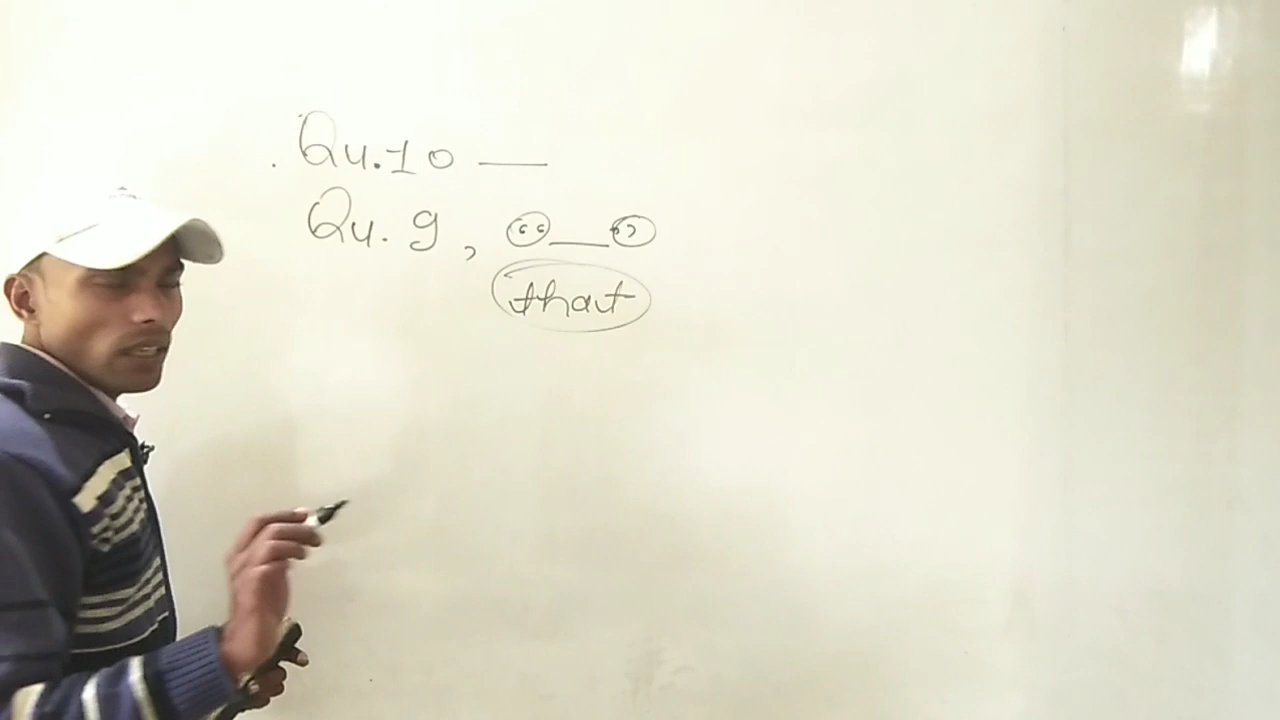 . Qu.10 —
Qu. 9, “ __ ”
that